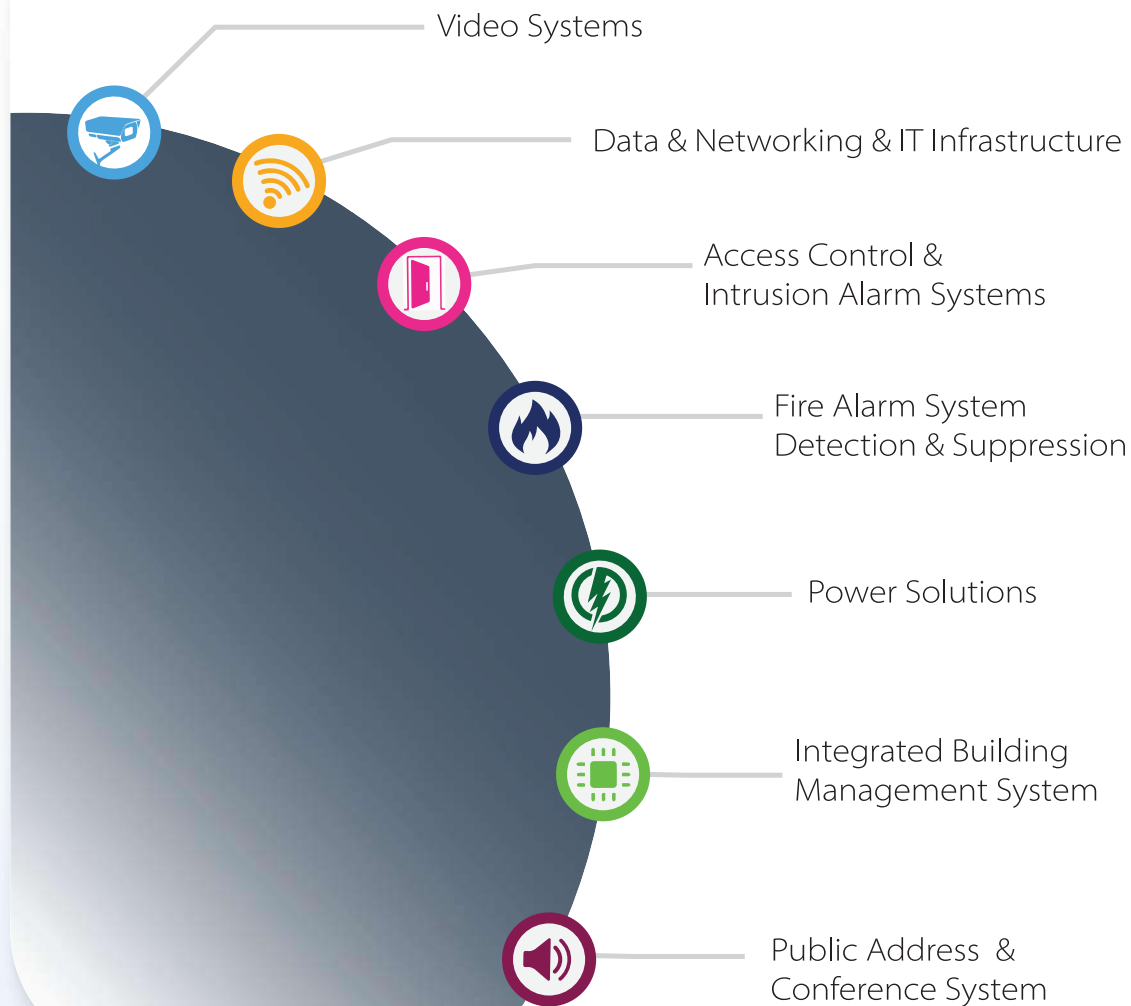 Video Systems
Data & Networking & IT Infrastructure
Access Control &
Intrusion Alarm Systems
Fire Alarm System
Detection & Suppression
Power Solutions
Integrated Building
Management System
Public Address &
Conference System